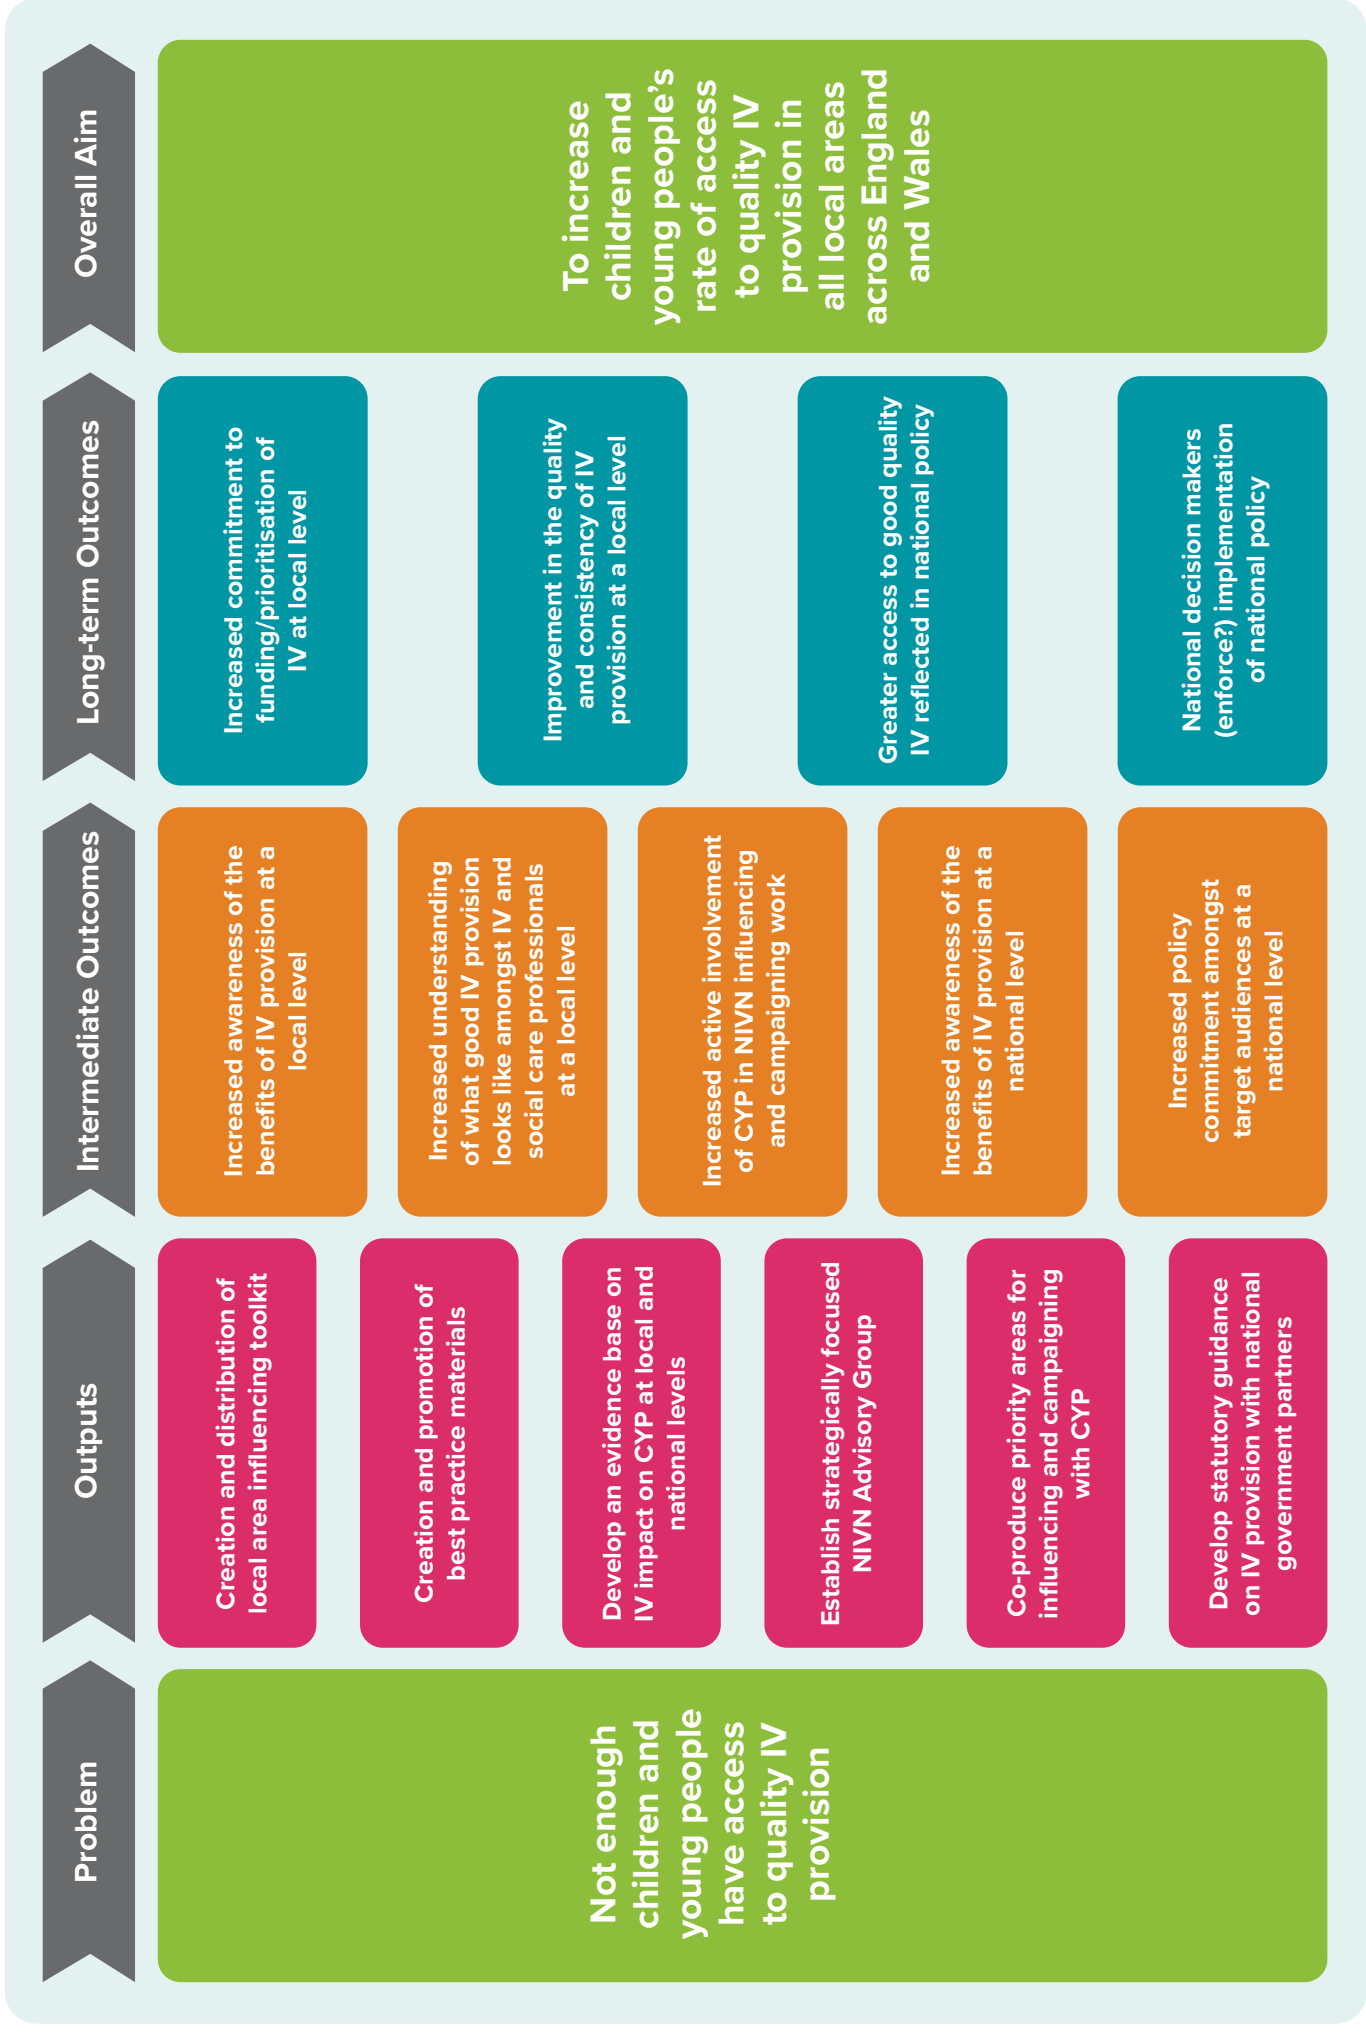 Problem
Not enough
children and
young people
have access
to quality IV
provision
Outputs
Creation and distribution of
local area influencing toolkit
Creation and promotion of
best practice materials
Develop an evidence base on
IV impact on CYP at local and
national levels
Establish strategically focused
NIVN Advisory Group
Co-produce priority areas for
influencing and campaigning
with CYP
Develop statutory guidance
on IV provision with national
government partners
Intermediate Outcomes
Increased awareness of the
benefits of IV provision at a
local level
Increased understanding
of what good IV provision
looks like amongst IV and
social care professionals
at a local level
Increased active involvement
of CYP in NIVN influencing
and campaigning work
Increased awareness of the
benefits of IV provision at a
national level
Increased policy
commitment amongst
target audiences at a
national level
Long-term Outcomes
Increased commitment to
funding/prioritisation of
IV at local level
Improvement in the quality
and consistency of IV
provision at a local level
Greater access to good quality
IV reflected in national policy
National decision makers
(enforce?) implementation
of national policy
Overall Aim
To increase
children and
young people’s
rate of access
to quality IV
provision in
all local areas
across England
and Wales